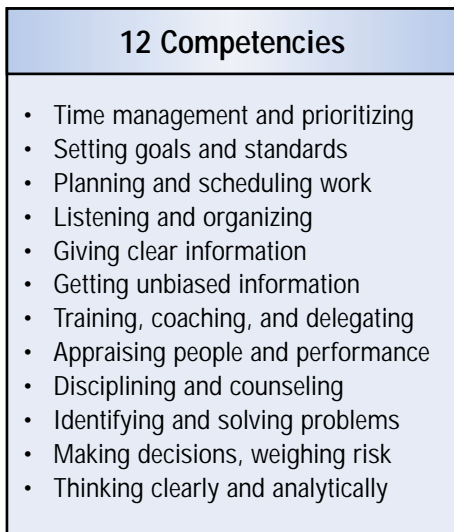 12 Competencies
• Time management and prioritizing
• Setting goals and standards
• Planning and scheduling work
• Listening and organizing
• Giving clear information
• Getting unbiased information
• Training, coaching, and delegating
• Appraising people and performance
• Disciplining and counseling
• Identifying and solving problems
• Making decisions, weighing risk
• Thinking clearly and analytically